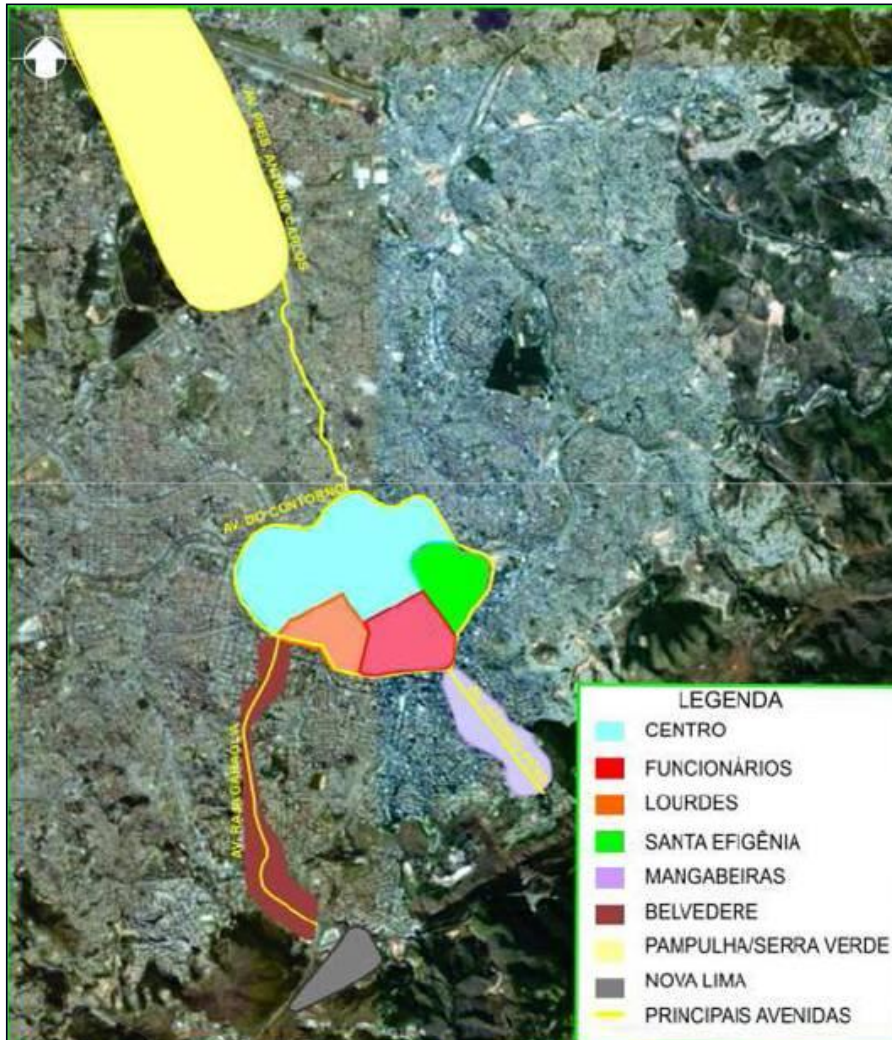 AV. PRES. ANTÔNIO CARLOS
AV. DO CONTORNO
AV. RAJA GABAGLIA
LEGENDA
CENTRO
FUNCIONÁRIOS
LOURDES
SANTA EFIGÊNIA
MANGABEIRAS
BELVEDERE
PAMPULHA/SERRA VERDE
NOVA LIMA
PRINCIPAIS AVENIDAS